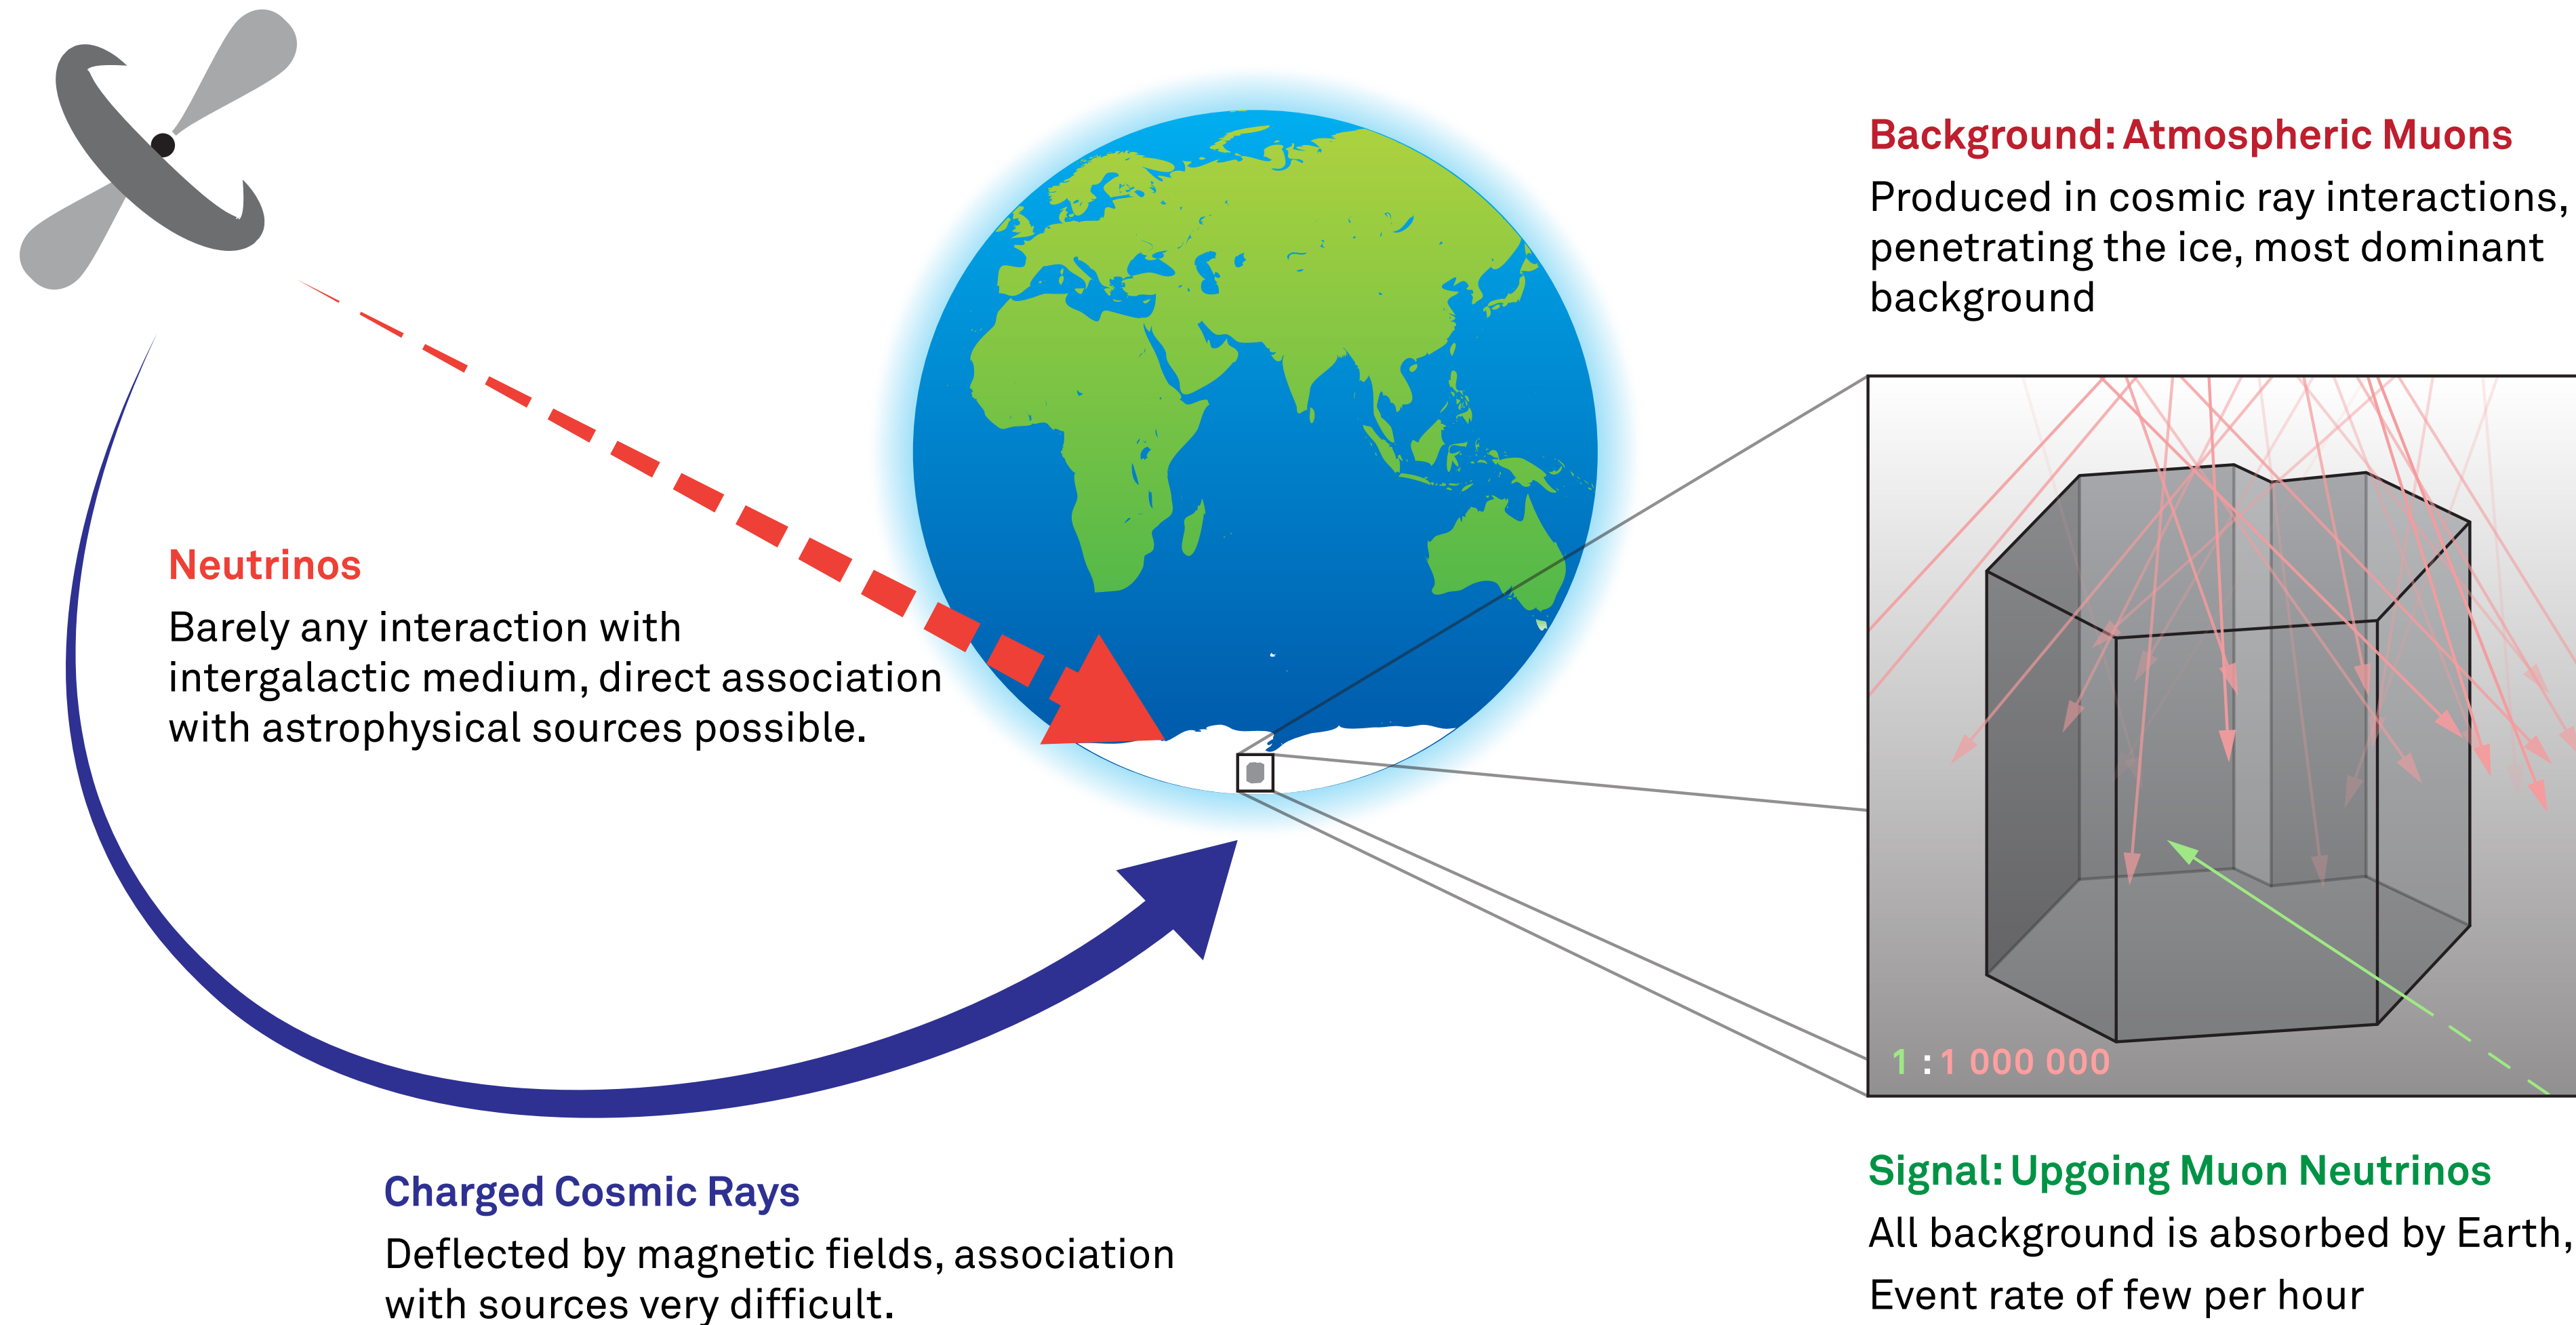 Background: Atmospheric Muons
Produced in cosmic ray interactions,
penetrating the ice, most dominant
background
Neutrinos
Barely any interaction with
intergalactic medium, direct association
with astrophysical sources possible.
1 : 1 000 000
Charged Cosmic Rays
Deflected by magnetic fields, association
with sources very difficult.
Signal: Upgoing Muon Neutrinos
All background is absorbed by Earth,
Event rate of few per hour